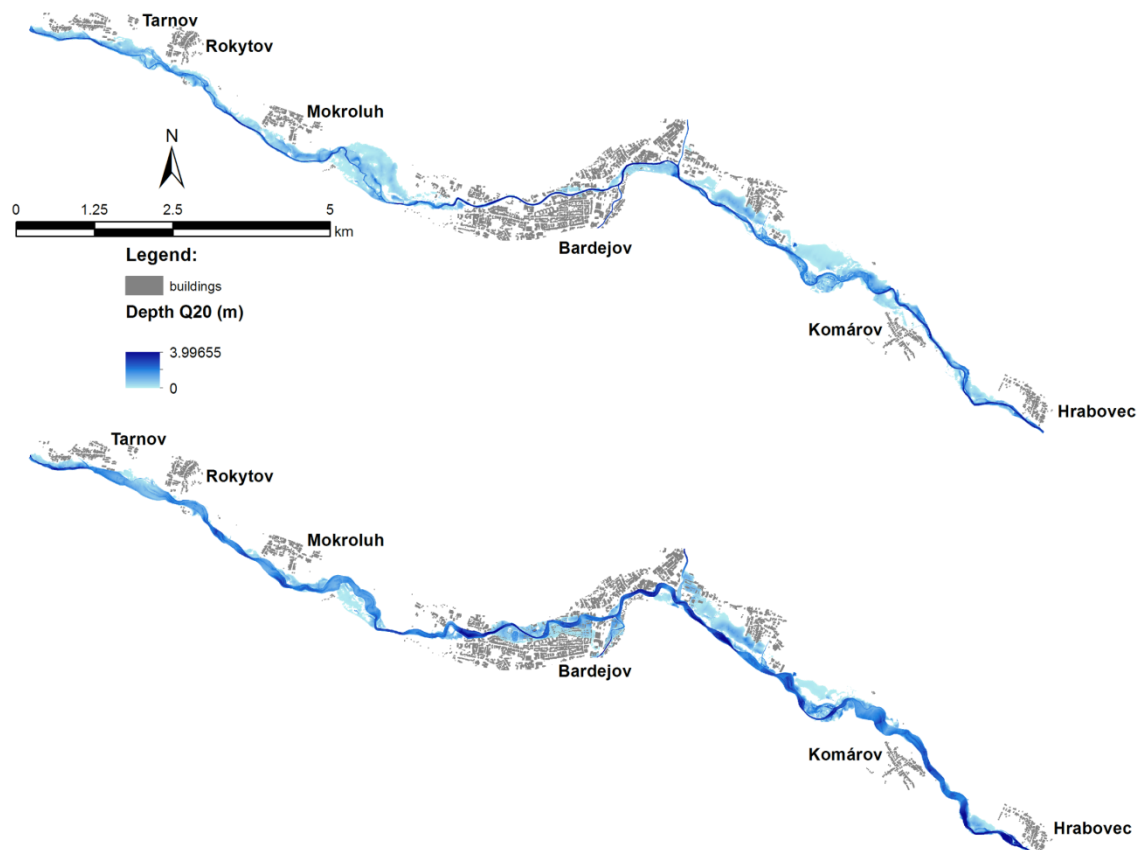 Tarnov
Rokytov
Mokroluh
N
0 1.25 2.5 5
km
Legend:
buildings
Bardejov
Depth Q20 (m)
Komárov
3.99655
0
Hrabovec
Tarnov
Rokytov
Mokroluh
Bardejov
Komárov
Hrabovec